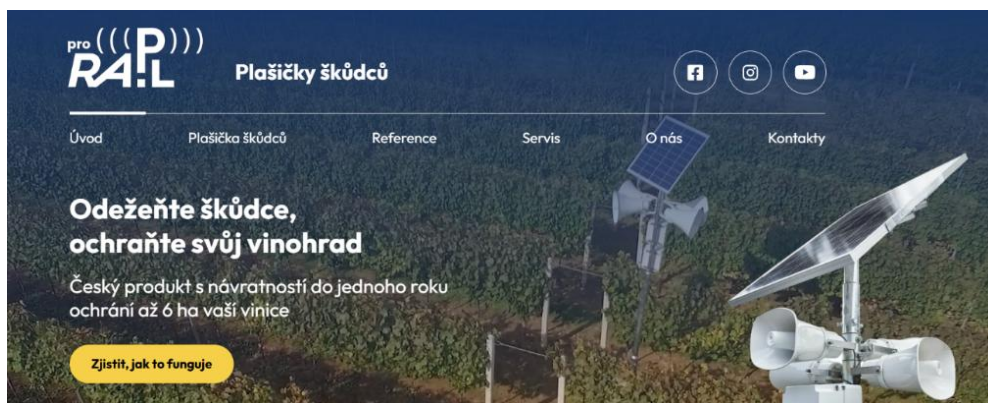 pro (((P)))
RAIL
Plašičky škůdců
Úvod
Plašička škůdců
Reference
Servis
O nás
Kontakty
Odežeňte škůdce,
ochraňte svůj vinohrad
Český produkt s návratností do jednoho roku
ochrání až 6 ha vaší vinice
Zjistit, jak to funguje